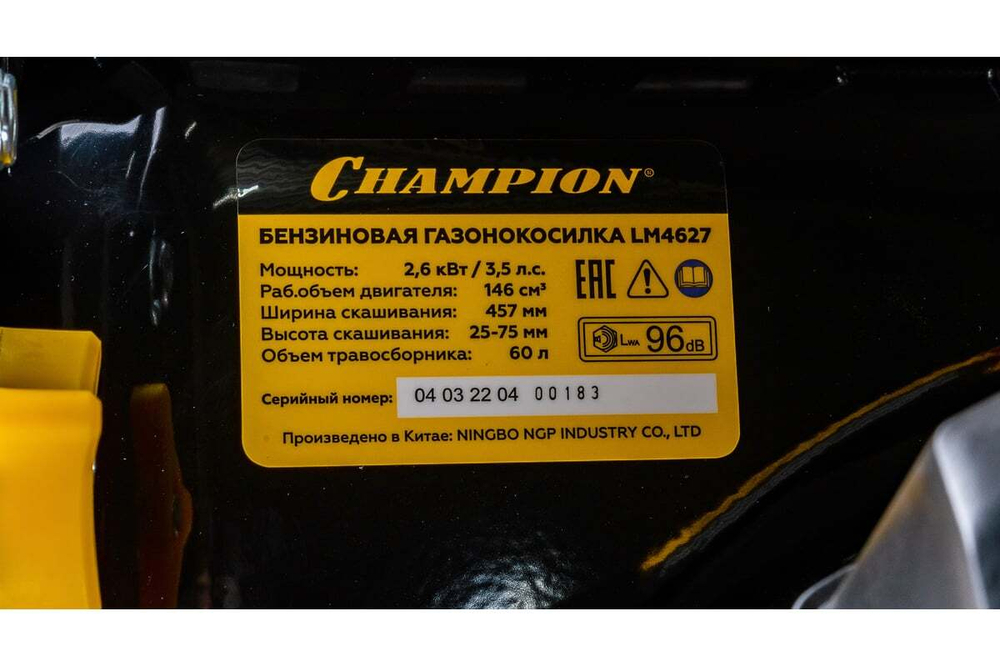 CHAMPION®
БЕНЗИНОВАЯ ГАЗОНОКОСИЛКА LM4627
Мощность: 2,6 кВт / 3,5 л.с.
Раб.объем двигателя: 146 см³
Ширина скашивания: 457 мм
Высота скашивания: 25-75 мм
Объем травосборника: 60 л
EAC
LWA 96 dB
Серийный номер: 04 03 22 04 00183
Произведено в Китае: NINGBO NGP INDUSTRY CO., LTD